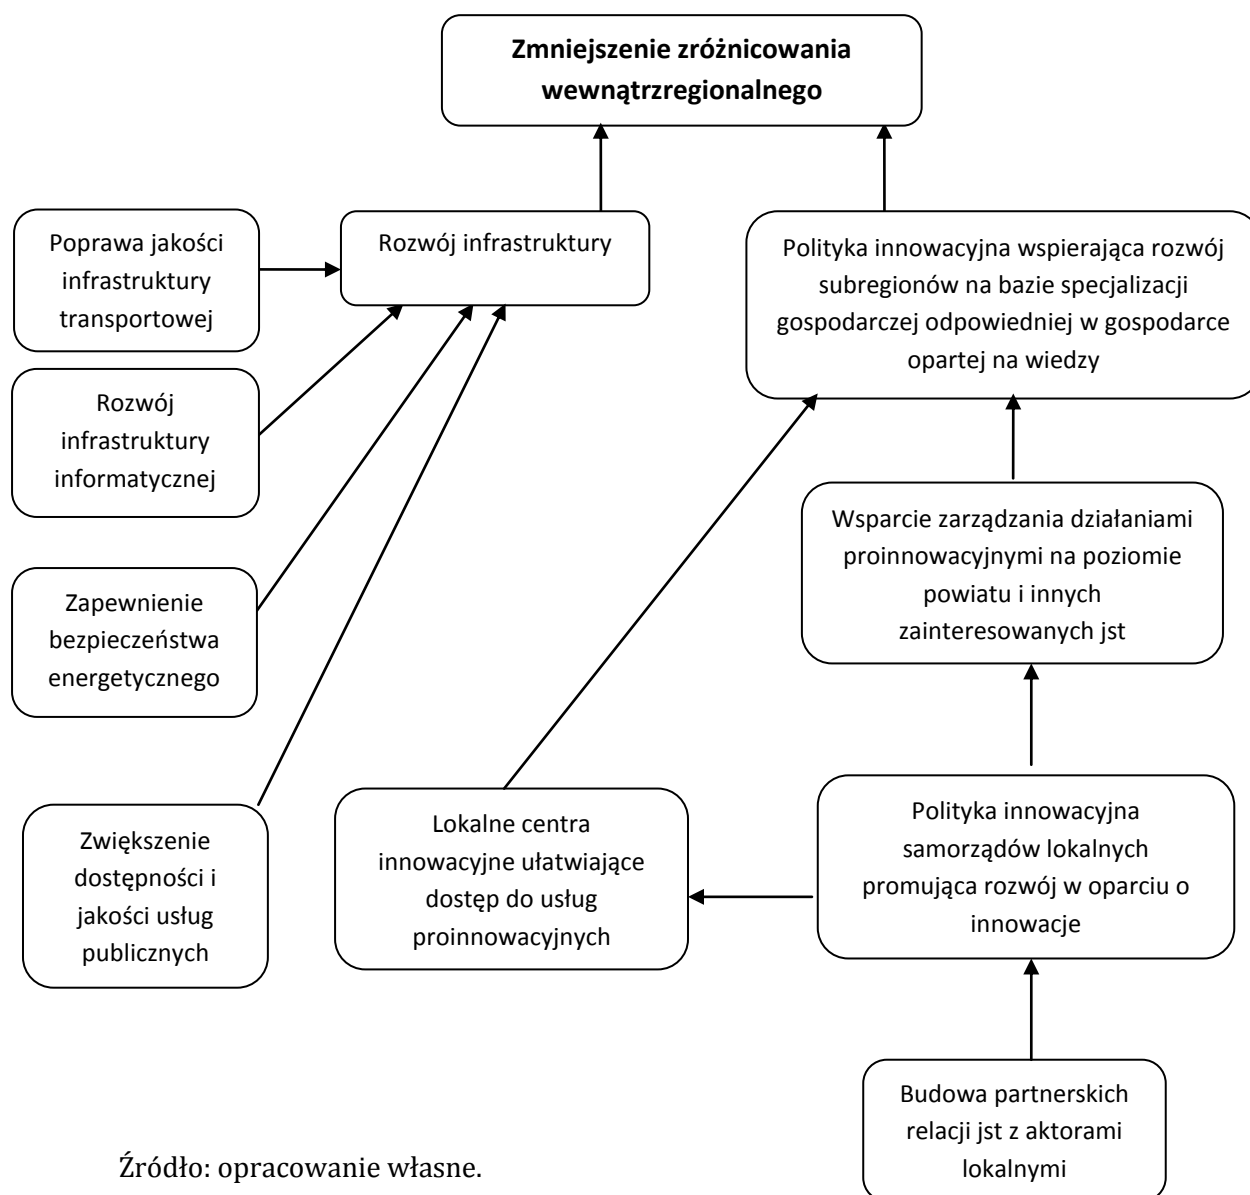 Zmniejszenie zróżnicowania
wewnątrzregionalnego
Poprawa jakości
infrastruktury
transportowej
Rozwój infrastruktury
Polityka innowacyjna wspierająca rozwój
subregionów na bazie specjalizacji
gospodarczej odpowiedniej w gospodarce
opartej na wiedzy
Rozwój
infrastruktury
informatycznej
Wsparcie zarządzania działaniami
proinnowacyjnymi na poziomie
powiatu i innych
zainteresowanych jst
Zapewnienie
bezpieczeństwa
energetycznego
Zwiększenie
dostępności i
jakości usług
publicznych
Lokalne centra
innowacyjne ułatwiające
dostęp do usług
proinnowacyjnych
Polityka innowacyjna
samorządów lokalnych
promująca rozwój w oparciu o
innowacje
Budowa partnerskich
relacji jst z aktorami
lokalnymi
Źródło: opracowanie własne.